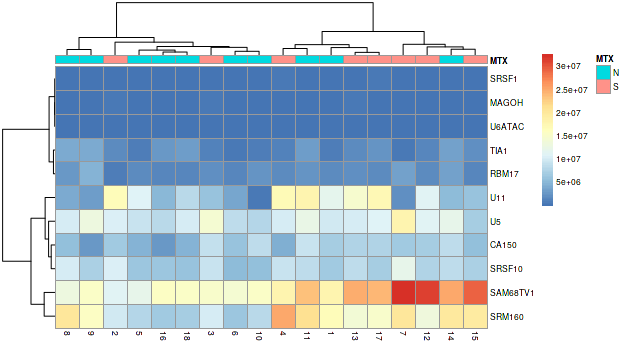 MTX
MTX
N
S
3e+07
2.5e+07
2e+07
1.5e+07
1e+07
5e+06
SRSF1
MAGOH
U6ATAC
TIA1
RBM17
U11
U5
CA150
SRSF10
SAM68TV1
SRM160
8 9 2 5 16 18 3 6 10 4 11 1 13 17 7 12 14 15